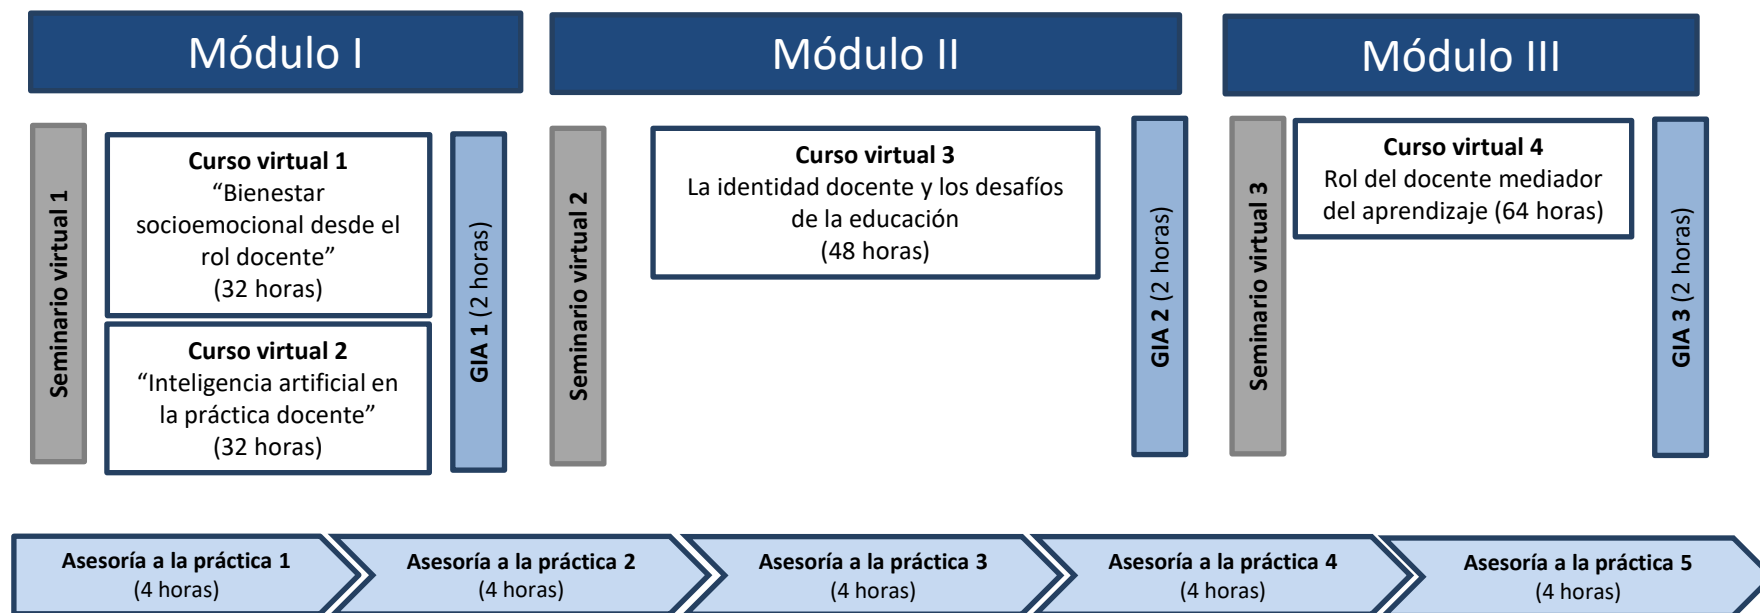 Módulo I
Seminario virtual 1
Curso virtual 1
“Bienestar
socioemocional desde el
rol docente”
(32 horas)
Curso virtual 2
“Inteligencia artificial en
la práctica docente”
(32 horas)
GIA 1 (2 horas)
Módulo II
Seminario virtual 2
Curso virtual 3
La identidad docente y los desafíos
de la educación
(48 horas)
GIA 2 (2 horas)
Módulo III
Seminario virtual 3
Curso virtual 4
Rol del docente mediador
del aprendizaje (64 horas)
GIA 3 (2 horas)
Asesoría a la práctica 1
(4 horas)
Asesoría a la práctica 2
(4 horas)
Asesoría a la práctica 3
(4 horas)
Asesoría a la práctica 4
(4 horas)
Asesoría a la práctica 5
(4 horas)